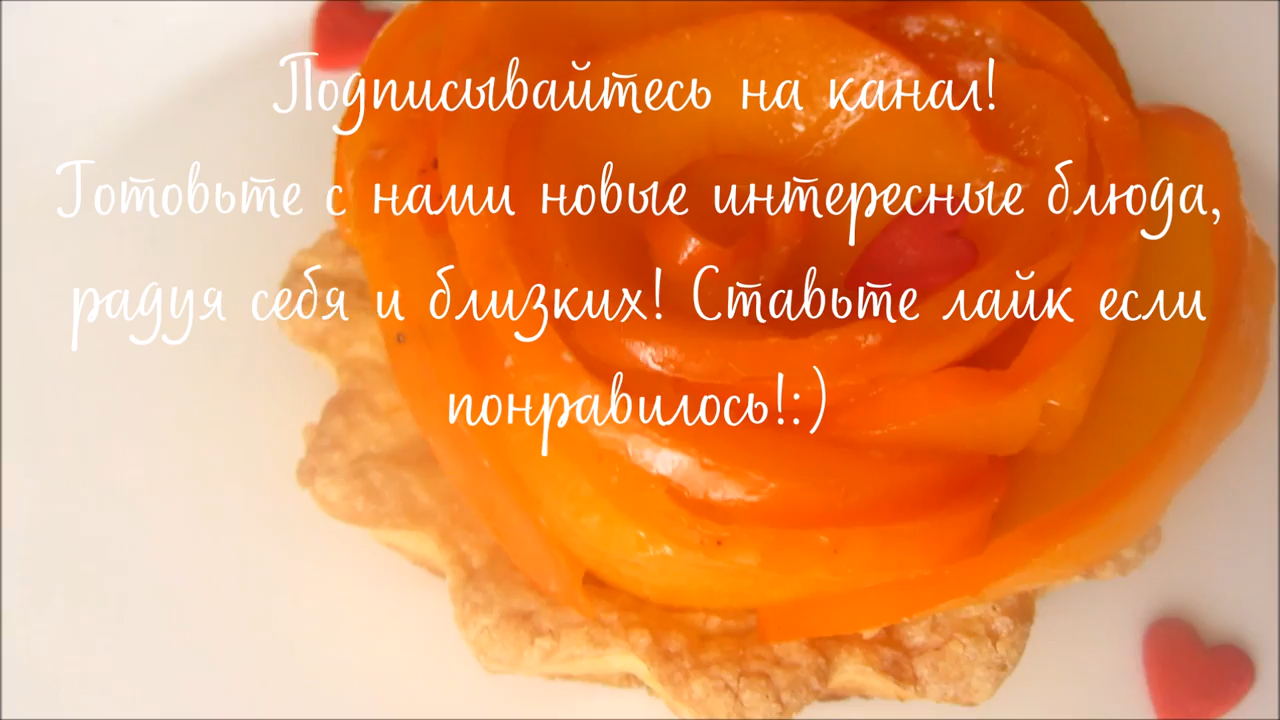 Подписывайтесь на канал!
Готовьте с нами новые интересные блюда,
радуя себя и близких! Ставьте лайк если
понравилось!:)